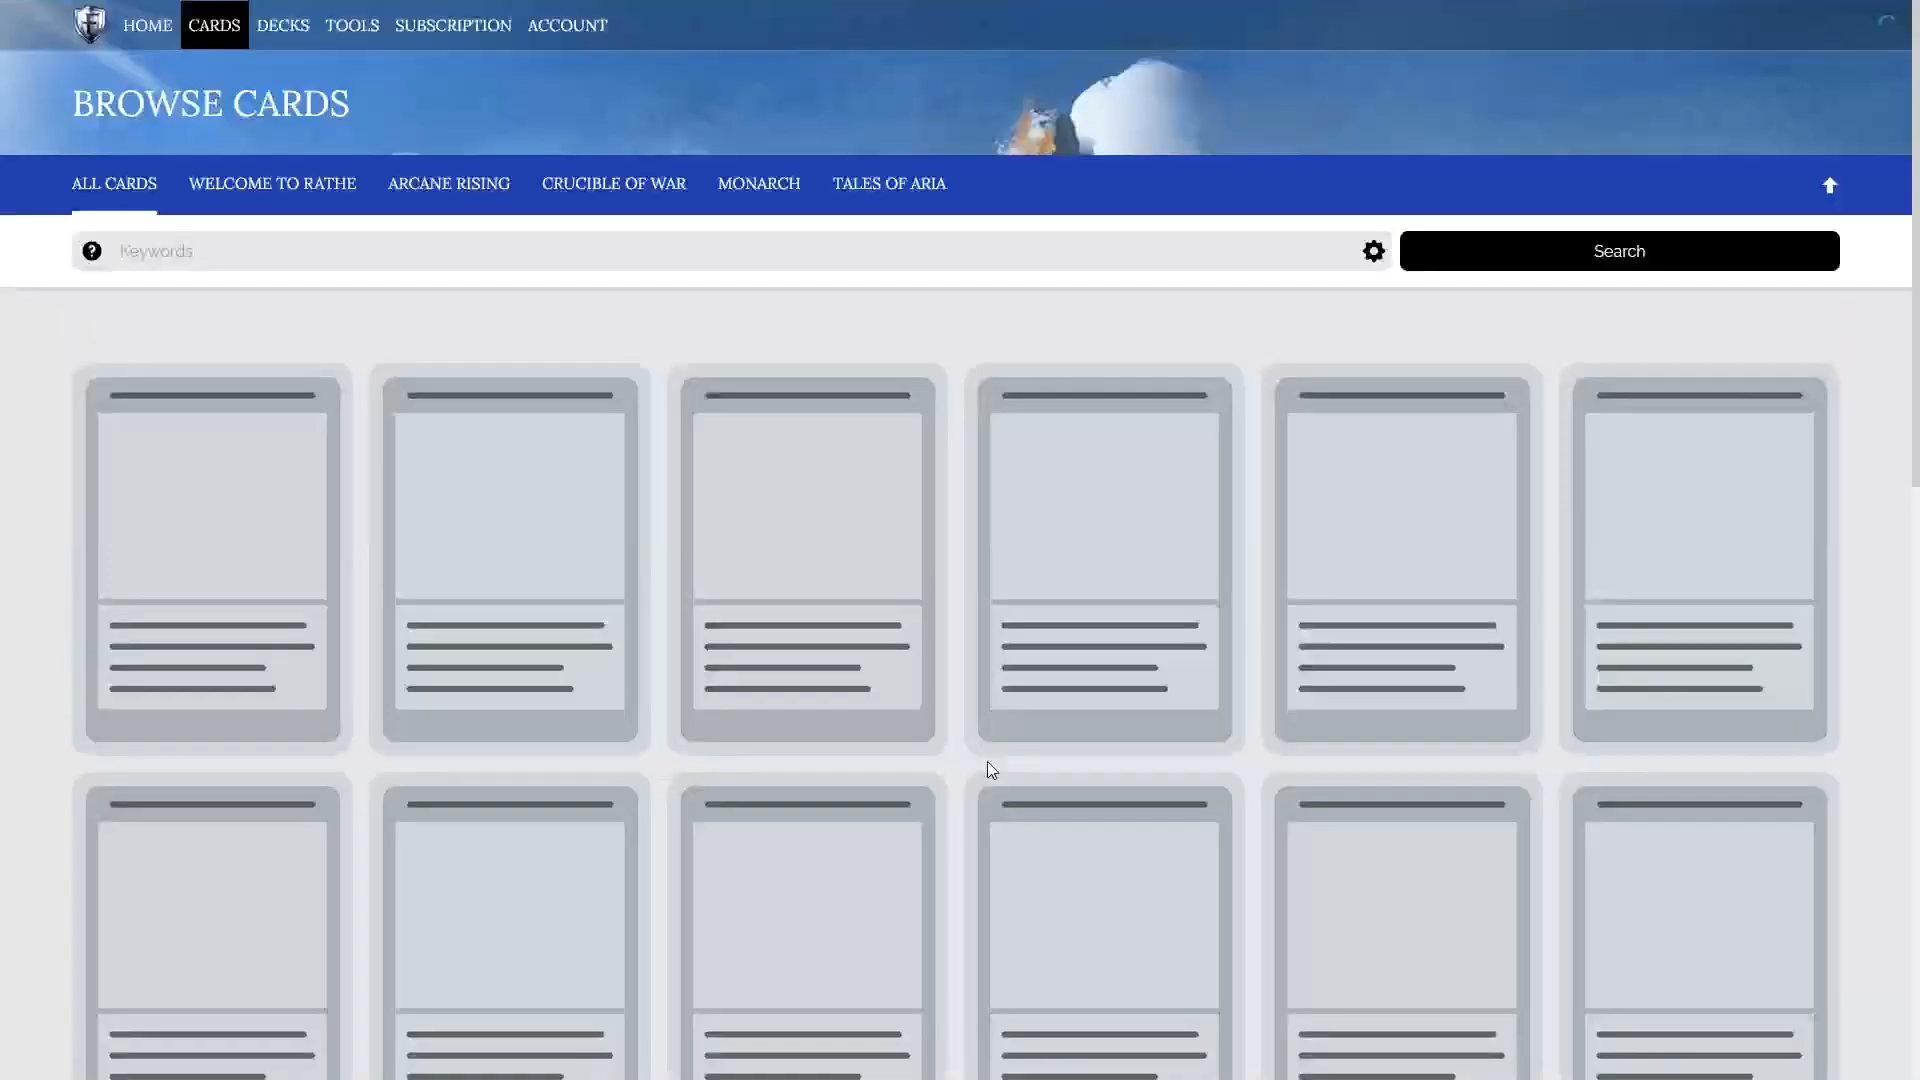 HOME CARDS DECKS TOOLS SUBSCRIPTION ACCOUNT
BROWSE CARDS
ALL CARDS WELCOME TO RATHE ARCANE RISING CRUCIBLE OF WAR MONARCH TALES OF ARIA
? Keywords Search